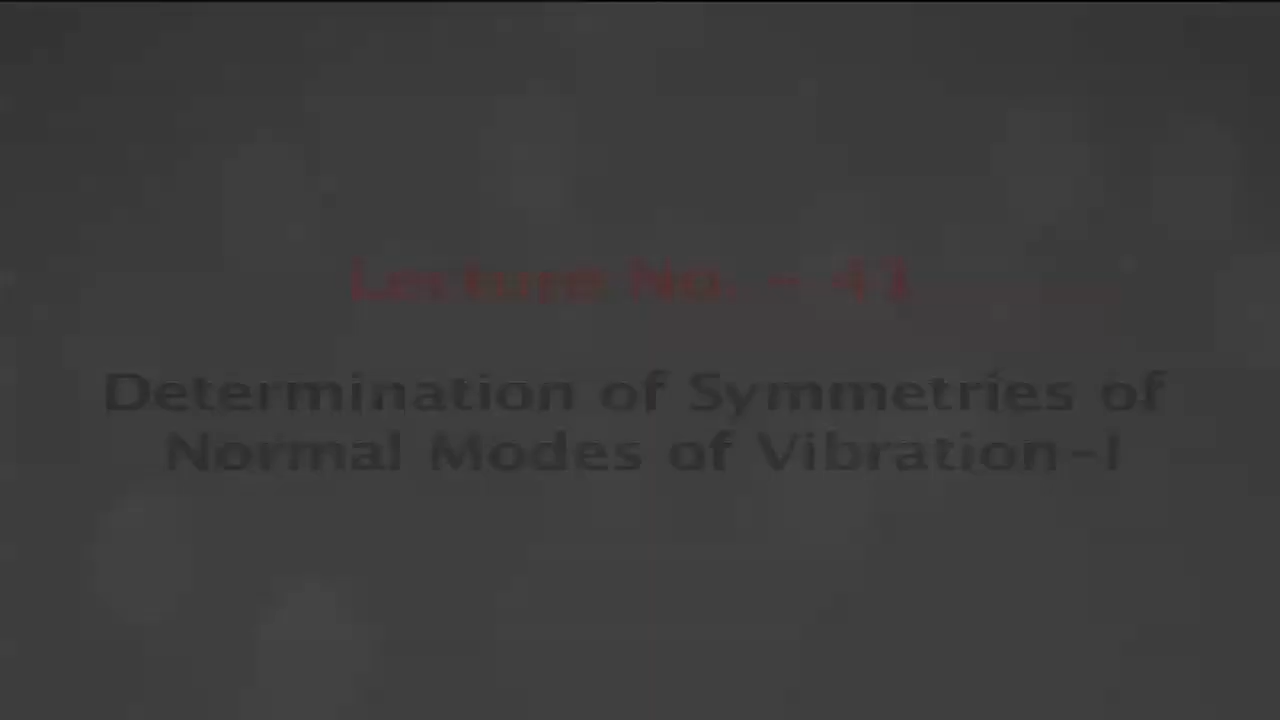 Lecture No. - 41
Determination of Symmetries of
Normal Modes of Vibration-I